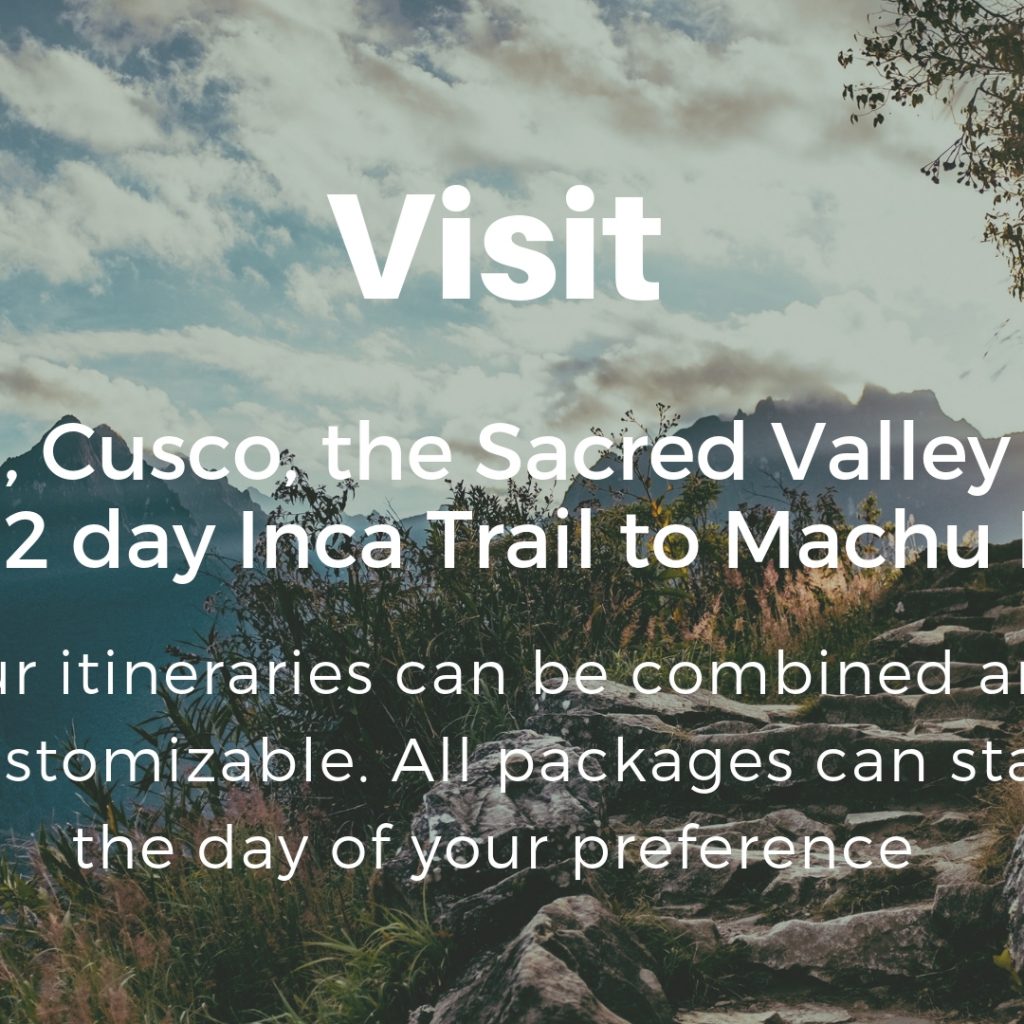 Visit
, Cusco, the Sacred Valley
2 day Inca Trail to Machu
ur itineraries can be combined a
stomizable. All packages can sta
the day of your preference